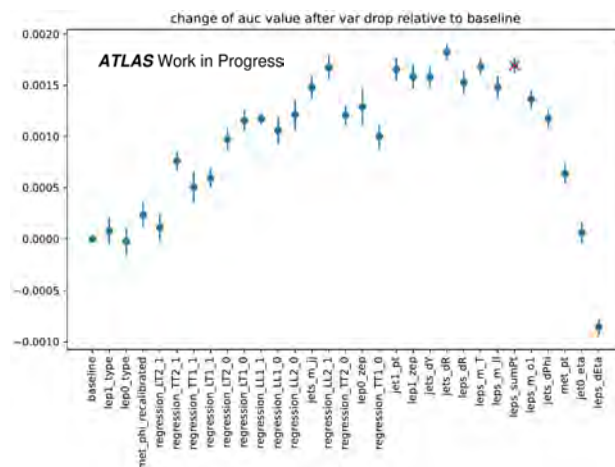 change of auc value after var drop relative to baseline
ATLAS Work in Progress
0.0020
0.0015
0.0010
0.0005
0.0000
−0.0005
−0.0010
baseline
lep1_type
lep0_type
met_phi_recalibrated
regression_LT2_1
regression_TT2_1
regression_TT1_1
regression_LT1_1
regression_LT2_0
regression_LT1_0
regression_LL1_1
regression_LL1_0
regression_LL2_0
jets_m_jj
regression_LL2_1
regression_TT2_0
lep0_zep
regression_TT1_0
jet1_pt
lep1_zep
jets_dY
jets_dR
leps_dR
leps_m_T
leps_m_ll
leps_sumPt
leps_m_o1
jets_dPhi
met_pt
jet0_eta
leps_dEta